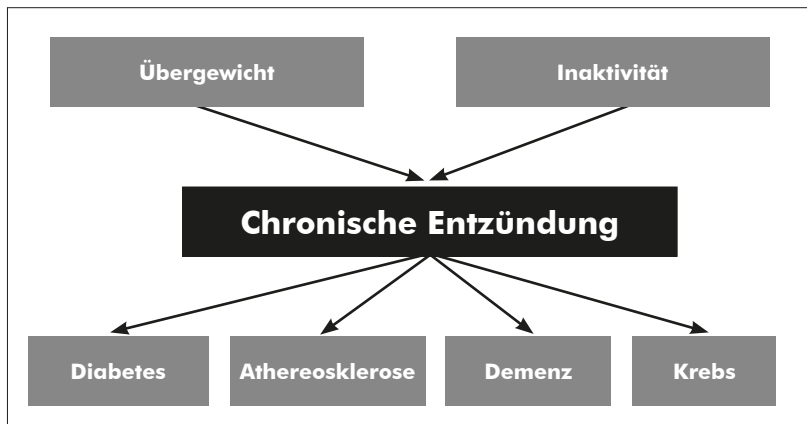 Übergewicht
Inaktivität
Chronische Entzündung
Diabetes
Athereosklerose
Demenz
Krebs